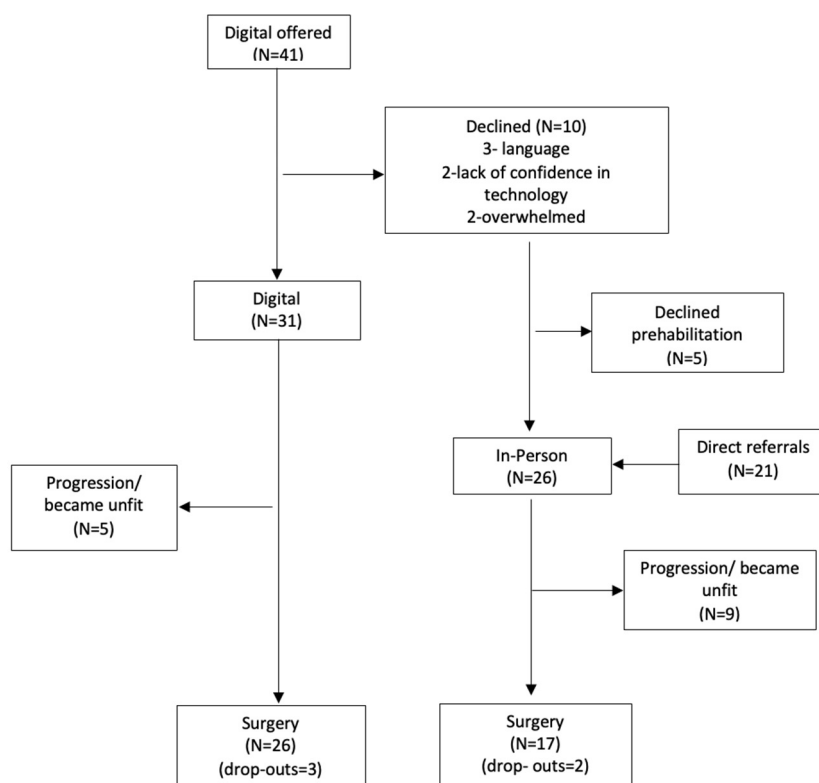 Digital offered
(N=41)
Declined (N=10)
3- language
2-lack of confidence in
technology
2-overwhelmed
Digital
(N=31)
Declined
prehabilitation
(N=5)
In-Person
(N=26)
Direct referrals
(N=21)
Progression/
became unfit
(N=5)
Progression/ became
unfit
(N=9)
Surgery
(N=26)
(drop-outs=3)
Surgery
(N=17)
(drop- outs=2)